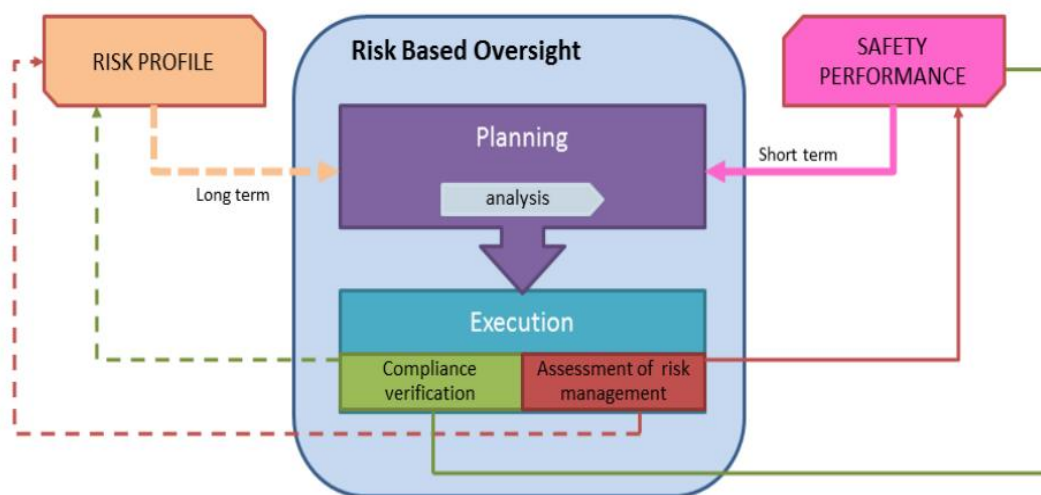 Risk Based Oversight
RISK PROFILE
SAFETY
PERFORMANCE
Planning
analysis
Long term
Short term
Execution
Compliance
verification
Assessment of risk
management